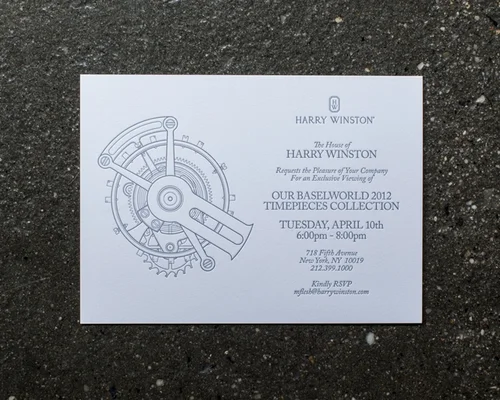 HW
HARRY WINSTON®
The House of
HARRY WINSTON
Requests the Pleasure of Your Company
For an Exclusive Viewing of
OUR BASELWORLD 2012
TIMEPIECES COLLECTION
TUESDAY, APRIL 10th
6:00pm - 8:00pm
718 Fifth Avenue
New York, NY 10019
212.399.1000
Kindly RSVP